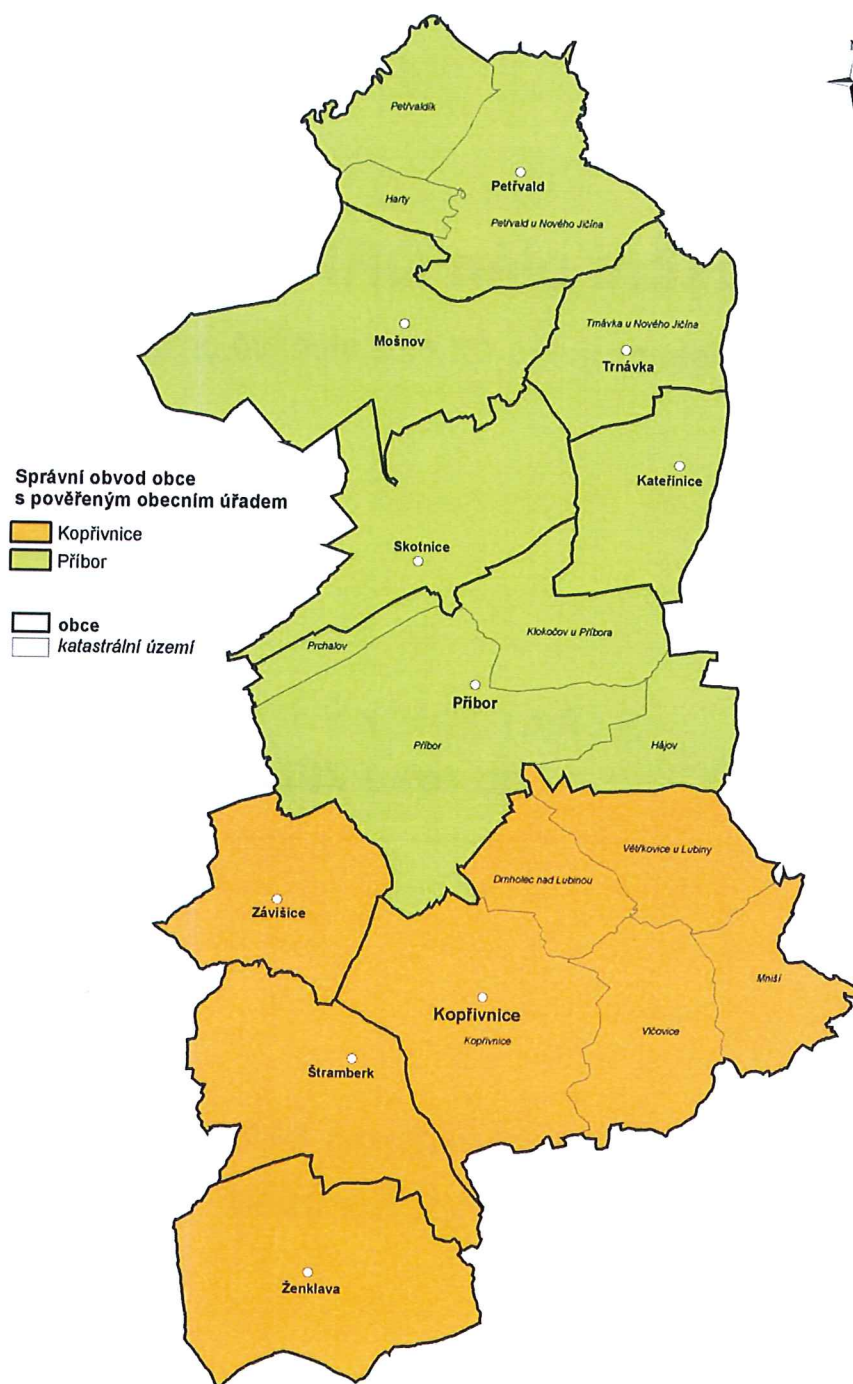 N
Petřvaldík
Petřvald
Harty
Petřvald u Nového Jičína
Mošnov
Trnávka u Nového Jičína
Trnávka
Kateřinice
Správní obvod obce
s pověřeným obecním úřadem
Kopřivnice
Příbor
obce
katastrální území
Skotnice
Klokočov u Příbora
Prchalov
Příbor
Příbor
Hájov
Větřkovice u Lubiny
Drnholec nad Lubinou
Závišice
Mniší
Kopřivnice
Kopřivnice
Vlčovice
Štramberk
Ženklava